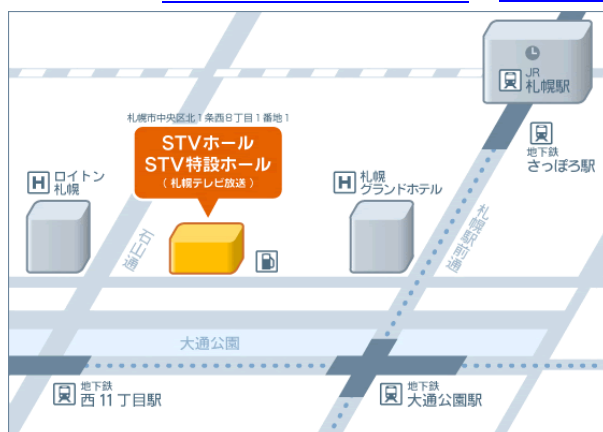 JR
札幌駅
地下鉄
さっぽろ駅
札幌市中央区北1条西8丁目1番地1
STVホール
STV特設ホール
(札幌テレビ放送)
H ロイトン
札幌
H 札幌
グランドホテル
石山通
札幌駅前通
大通公園
地下鉄
西11丁目駅
地下鉄
大通公園駅